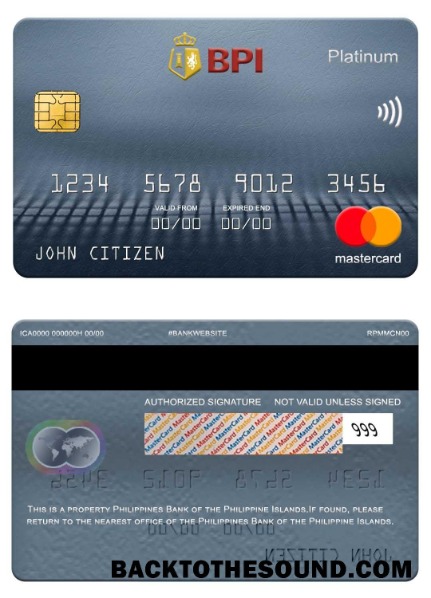 BPI
Platinum
1234 5678 9012 3456
VALID FROM EXPIRED END
00/00 00/00
JOHN CITIZEN
mastercard
ICA0000 000000H 00/00 #BANKWEBSITE RPMMCN00
AUTHORIZED SIGNATURE NOT VALID UNLESS SIGNED
MasterCard MasterCard MasterCard
999
THIS IS A PROPERTY PHILIPPINES BANK OF THE PHILIPPINE ISLANDS.IF FOUND, PLEASE
RETURN TO THE NEAREST OFFICE OF THE PHILIPPINES BANK OF THE PHILIPPINE ISLANDS.
BACKTOTHESOUND.COM